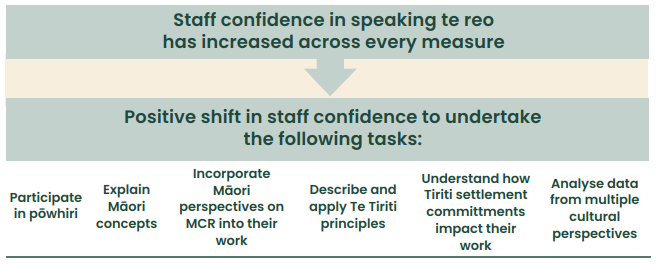 Staff confidence in speaking te reo
has increased across every measure
Positive shift in staff confidence to undertake
the following tasks:
Participate
in pōwhiri
Explain
Māori
concepts
Incorporate
Māori
perspectives on
MCR into their
work
Describe and
apply Te Tiriti
principles
Understand how
Tiriti settlement
committments
impact their
work
Analyse data
from multiple
cultural
perspectives